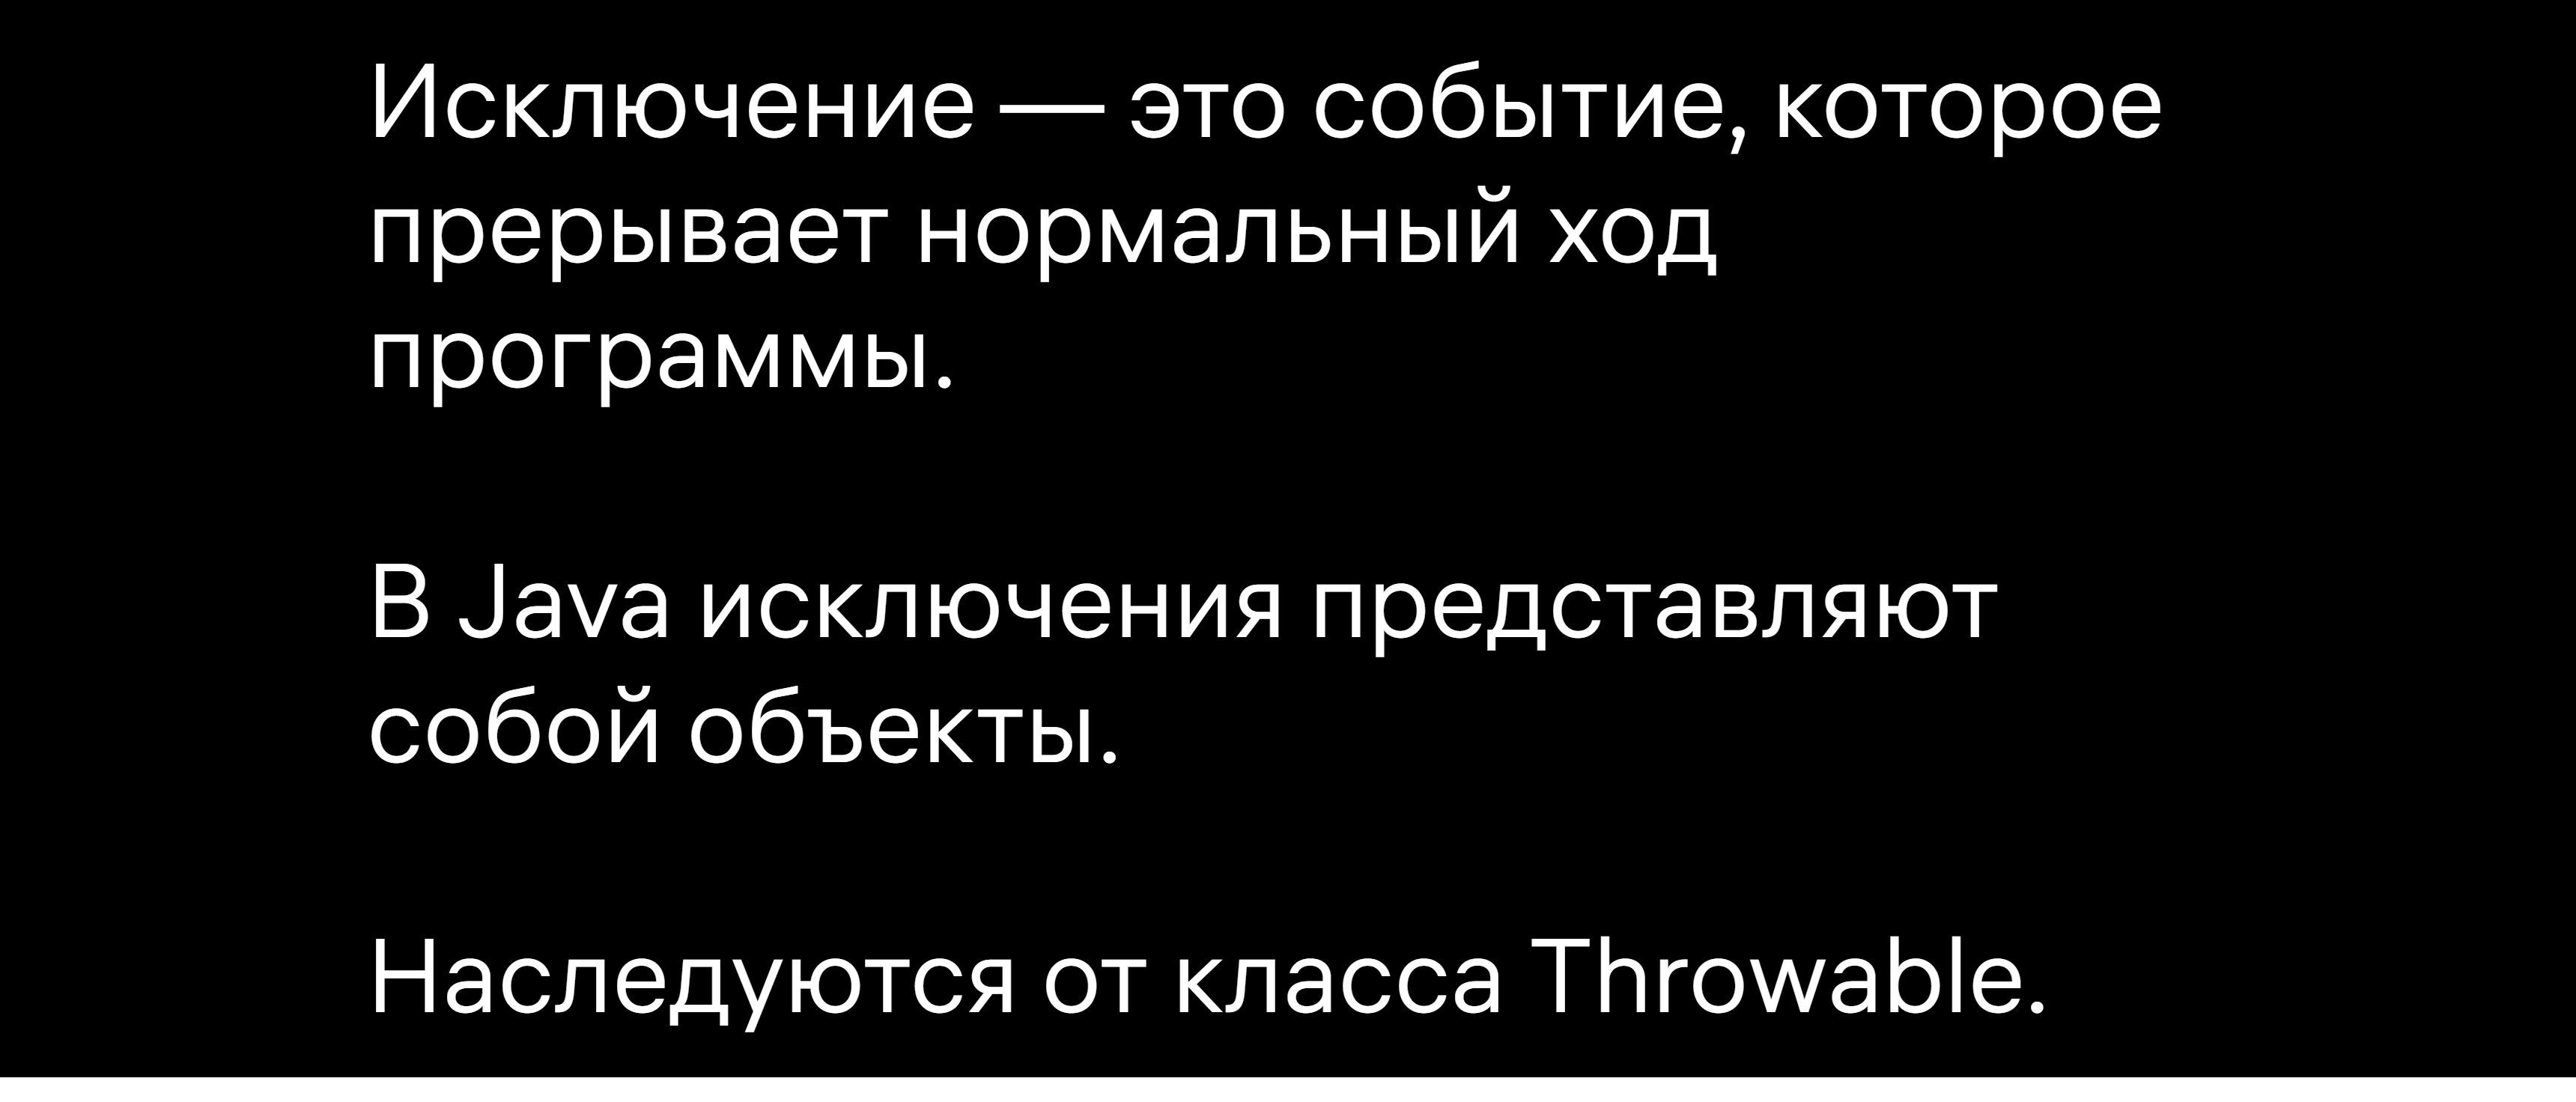 Исключение — это событие, которое
прерывает нормальный ход
программы.
В Java исключения представляют
собой объекты.
Наследуются от класса Throwable.